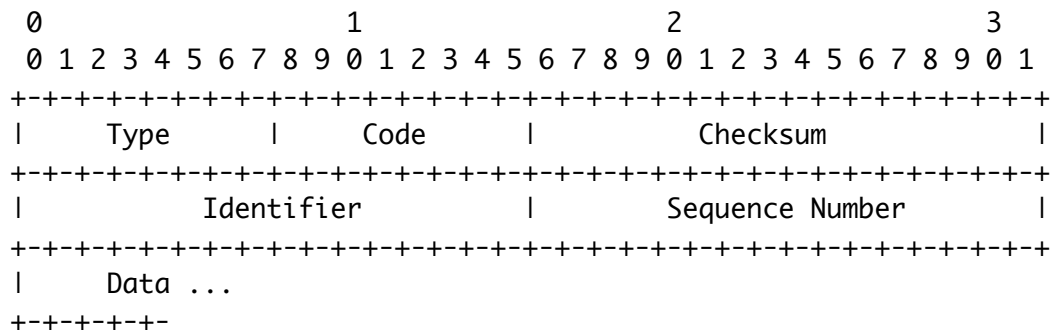 0                   1                   2                   3
0 1 2 3 4 5 6 7 8 9 0 1 2 3 4 5 6 7 8 9 0 1 2 3 4 5 6 7 8 9 0 1
+-+-+-+-+-+-+-+-+-+-+-+-+-+-+-+-+-+-+-+-+-+-+-+-+-+-+-+-+-+-+-+-+
|     Type      |     Code      |          Checksum             |
+-+-+-+-+-+-+-+-+-+-+-+-+-+-+-+-+-+-+-+-+-+-+-+-+-+-+-+-+-+-+-+-+
|           Identifier          |        Sequence Number        |
+-+-+-+-+-+-+-+-+-+-+-+-+-+-+-+-+-+-+-+-+-+-+-+-+-+-+-+-+-+-+-+-+
|     Data ...
+-+-+-+-+-